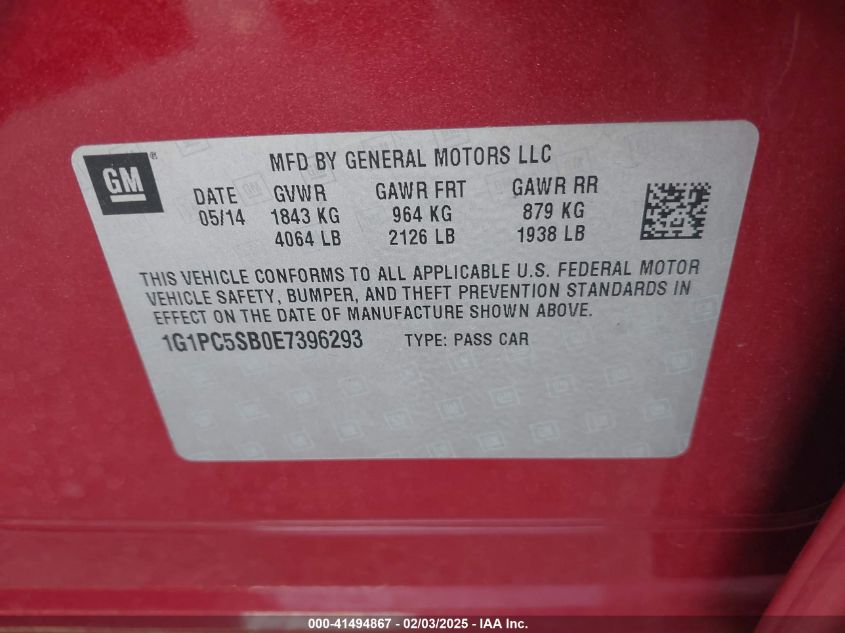 MFD BY GENERAL MOTORS LLC
GM®
DATE GVWR GAWR FRT GAWR RR
05/14 1843 KG 964 KG 879 KG
4064 LB 2126 LB 1938 LB
THIS VEHICLE CONFORMS TO ALL APPLICABLE U.S. FEDERAL MOTOR
VEHICLE SAFETY, BUMPER, AND THEFT PREVENTION STANDARDS IN
EFFECT ON THE DATE OF MANUFACTURE SHOWN ABOVE.
1G1PC5SB0E7396293 TYPE: PASS CAR
000-41494867 - 02/03/2025 - IAA Inc.